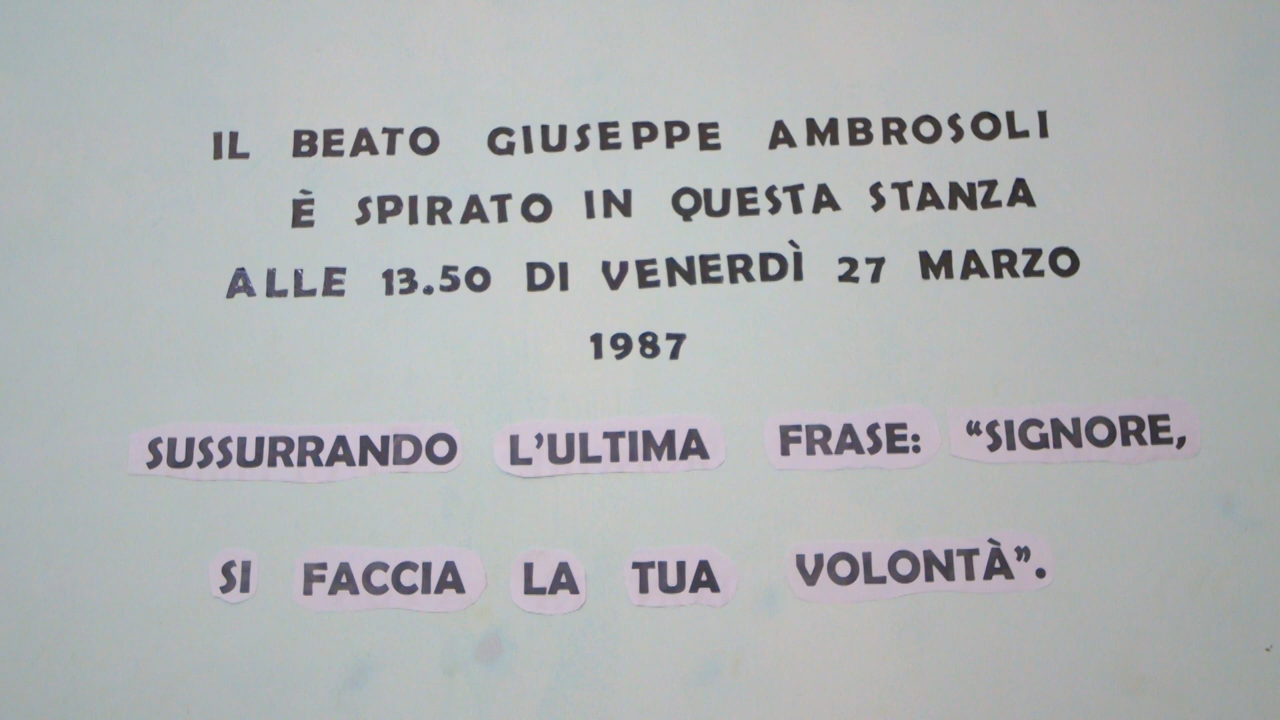 IL BEATO GIUSEPPE AMBROSOLI
È SPIRATO IN QUESTA STANZA
ALLE 13.50 DI VENERDÌ 27 MARZO
1987
SUSSURRANDO L'ULTIMA FRASE: “SIGNORE,
SI FACCIA LA TUA VOLONTÀ”.